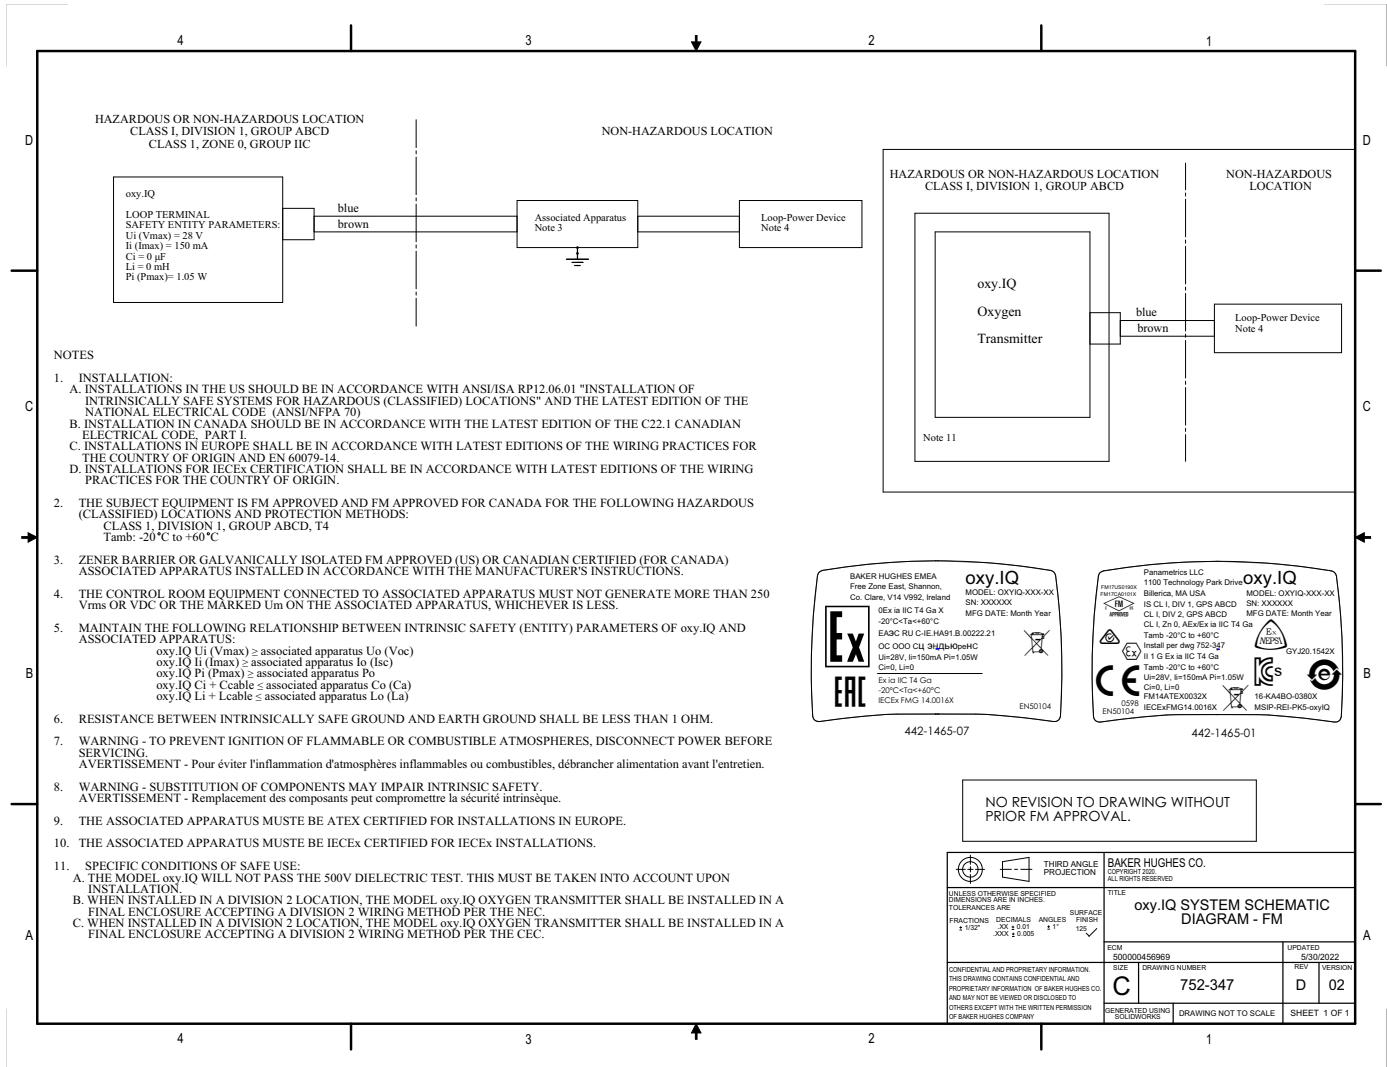 4 3 2 1
D D
C C
B B
A A
HAZARDOUS OR NON-HAZARDOUS LOCATION
CLASS I, DIVISION 1, GROUP ABCD
CLASS 1, ZONE 0, GROUP IIC
NON-HAZARDOUS LOCATION
oxy.IQ
LOOP TERMINAL
SAFETY ENTITY PARAMETERS:
Ui (Vmax) = 28 V
Ii (Imax) = 150 mA
Ci = 0 µF
Li = 0 mH
Pi (Pmax)= 1.05 W
blue
brown
Associated Apparatus
Note 3
Loop-Power Device
Note 4
HAZARDOUS OR NON-HAZARDOUS LOCATION
CLASS I, DIVISION 1, GROUP ABCD
NON-HAZARDOUS
LOCATION
oxy.IQ
Oxygen
Transmitter
blue
brown
Loop-Power Device
Note 4
Note 11
NOTES
1. INSTALLATION:
A. INSTALLATIONS IN THE US SHOULD BE IN ACCORDANCE WITH ANSI/ISA RP12.06.01 "INSTALLATION OF
INTRINSICALLY SAFE SYSTEMS FOR HAZARDOUS (CLASSIFIED) LOCATIONS" AND THE LATEST EDITION OF THE
NATIONAL ELECTRICAL CODE (ANSI/NFPA 70)
B. INSTALLATION IN CANADA SHOULD BE IN ACCORDANCE WITH THE LATEST EDITION OF THE C22.1 CANADIAN
ELECTRICAL CODE, PART I.
C. INSTALLATIONS IN EUROPE SHALL BE IN ACCORDANCE WITH LATEST EDITIONS OF THE WIRING PRACTICES FOR
THE COUNTRY OF ORIGIN AND EN 60079-14.
D. INSTALLATIONS FOR IECEx CERTIFICATION SHALL BE IN ACCORDANCE WITH LATEST EDITIONS OF THE WIRING
PRACTICES FOR THE COUNTRY OF ORIGIN.
2. THE SUBJECT EQUIPMENT IS FM APPROVED AND FM APPROVED FOR CANADA FOR THE FOLLOWING HAZARDOUS
(CLASSIFIED) LOCATIONS AND PROTECTION METHODS:
CLASS 1, DIVISION 1, GROUP ABCD, T4
Tamb: -20°C to +60°C
3. ZENER BARRIER OR GALVANICALLY ISOLATED FM APPROVED (US) OR CANADIAN CERTIFIED (FOR CANADA)
ASSOCIATED APPARATUS INSTALLED IN ACCORDANCE WITH THE MANUFACTURER'S INSTRUCTIONS.
4. THE CONTROL ROOM EQUIPMENT CONNECTED TO ASSOCIATED APPARATUS MUST NOT GENERATE MORE THAN 250
Vrms OR VDC OR THE MARKED Um ON THE ASSOCIATED APPARATUS, WHICHEVER IS LESS.
5. MAINTAIN THE FOLLOWING RELATIONSHIP BETWEEN INTRINSIC SAFETY (ENTITY) PARAMETERS OF oxy.IQ AND
ASSOCIATED APPARATUS:
oxy.IQ Ui (Vmax) ≥ associated apparatus Uo (Voc)
oxy.IQ Ii (Imax) ≥ associated apparatus Io (Isc)
oxy.IQ Pi (Pmax) ≥ associated apparatus Po
oxy.IQ Ci + Ccable ≤ associated apparatus Co (Ca)
oxy.IQ Li + Lcable ≤ associated apparatus Lo (La)
6. RESISTANCE BETWEEN INTRINSICALLY SAFE GROUND AND EARTH GROUND SHALL BE LESS THAN 1 OHM.
7. WARNING - TO PREVENT IGNITION OF FLAMMABLE OR COMBUSTIBLE ATMOSPHERES, DISCONNECT POWER BEFORE
SERVICING.
AVERTISSEMENT - Pour éviter l'inflammation d'atmosphères inflammables ou combustibles, débrancher alimentation avant l'entretien.
8. WARNING - SUBSTITUTION OF COMPONENTS MAY IMPAIR INTRINSIC SAFETY.
AVERTISSEMENT - Remplacement des composants peut compromettre la sécurité intrinsèque.
9. THE ASSOCIATED APPARATUS MUSTE BE ATEX CERTIFIED FOR INSTALLATIONS IN EUROPE.
10. THE ASSOCIATED APPARATUS MUSTE BE IECEx CERTIFIED FOR IECEx INSTALLATIONS.
11. SPECIFIC CONDITIONS OF SAFE USE:
A. THE MODEL oxy.IQ WILL NOT PASS THE 500V DIELECTRIC TEST. THIS MUST BE TAKEN INTO ACCOUNT UPON
INSTALLATION.
B. WHEN INSTALLED IN A DIVISION 2 LOCATION, THE MODEL oxy.IQ OXYGEN TRANSMITTER SHALL BE INSTALLED IN A
FINAL ENCLOSURE ACCEPTING A DIVISION 2 WIRING METHOD PER THE NEC.
C. WHEN INSTALLED IN A DIVISION 2 LOCATION, THE MODEL oxy.IQ OXYGEN TRANSMITTER SHALL BE INSTALLED IN A
FINAL ENCLOSURE ACCEPTING A DIVISION 2 WIRING METHOD PER THE CEC.
BAKER HUGHES EMEA
Free Zone East, Shannon,
Co. Clare, V14 V992, Ireland
oxy.IQ
MODEL: OXYIQ-XXX-XX
SN: XXXXXX
MFG DATE: Month Year
Ex
0Ex ia IIC T4 Ga X
-20°C<Ta<+60°C
ЕАЭС RU C-IE.HA91.B.00222.21
ОС ООО СЦ ЭНДЬЮреНС
Ui=28V, Ii=150mA Pi=1.05W
Ci=0, Li=0
EAC
Ex ia IIC T4 Ga
-20°C<Ta<+60°C
IECEx FMG 14.0016X
EN50104
442-1465-07
Panametrics LLC
1100 Technology Park Drive
Billerica, MA USA
oxy.IQ
MODEL: OXYIQ-XXX-XX
SN: XXXXXX
MFG DATE: Month Year
FM17US0190X
FM17CA0101X
FM
APPROVED
IS CL I, DIV 1, GPS ABCD
CL I, DIV 2, GPS ABCD
CL I, Zn 0, AEx/Ex ia IIC T4 Ga
Tamb -20°C to +60°C
Install per dwg 752-347
II 1 G Ex ia IIC T4 Ga
Tamb -20°C to +60°C
Ui=28V, Ii=150mA Pi=1.05W
Ci=0, Li=0
FM14ATEX0032X
IECExFMG14.0016X
Ex
CE
0598
EN50104
Ex
NEPSI
GYJ20.1542X
KCs
16-KA4BO-0380X
MSIP-REI-PK5-oxyIQ
442-1465-01
NO REVISION TO DRAWING WITHOUT
PRIOR FM APPROVAL.
THIRD ANGLE
PROJECTION
UNLESS OTHERWISE SPECIFIED
DIMENSIONS ARE IN INCHES.
TOLERANCES ARE
FRACTIONS DECIMALS ANGLES SURFACE FINISH
± 1/32" .XX ± 0.01 ± 1° 125
.XXX ± 0.005
CONFIDENTIAL AND PROPRIETARY INFORMATION.
THIS DRAWING CONTAINS CONFIDENTIAL AND
PROPRIETARY INFORMATION OF BAKER HUGHES CO.
AND MAY NOT BE VIEWED OR DISCLOSED TO
OTHERS EXCEPT WITH THE WRITTEN PERMISSION
OF BAKER HUGHES COMPANY
BAKER HUGHES CO.
COPYRIGHT 2020.
ALL RIGHTS RESERVED
TITLE
oxy.IQ SYSTEM SCHEMATIC
DIAGRAM - FM
ECM
500000456969
UPDATED
5/30/2022
SIZE
C
DRAWING NUMBER
752-347
REV
D
VERSION
02
GENERATED USING
SOLIDWORKS
DRAWING NOT TO SCALE
SHEET 1 OF 1
4 3 2 1